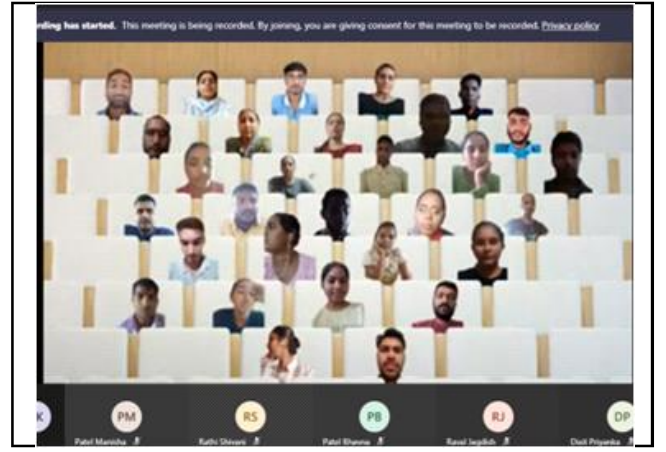 rding has started. This meeting is being recorded. By joining, you are giving consent for this meeting to be recorded. Privacy policy
K PM RS PB RJ DP
Patel Manisha Rathi Shivani Patel Bhavna Raval Jagdish Dixit Priyanka